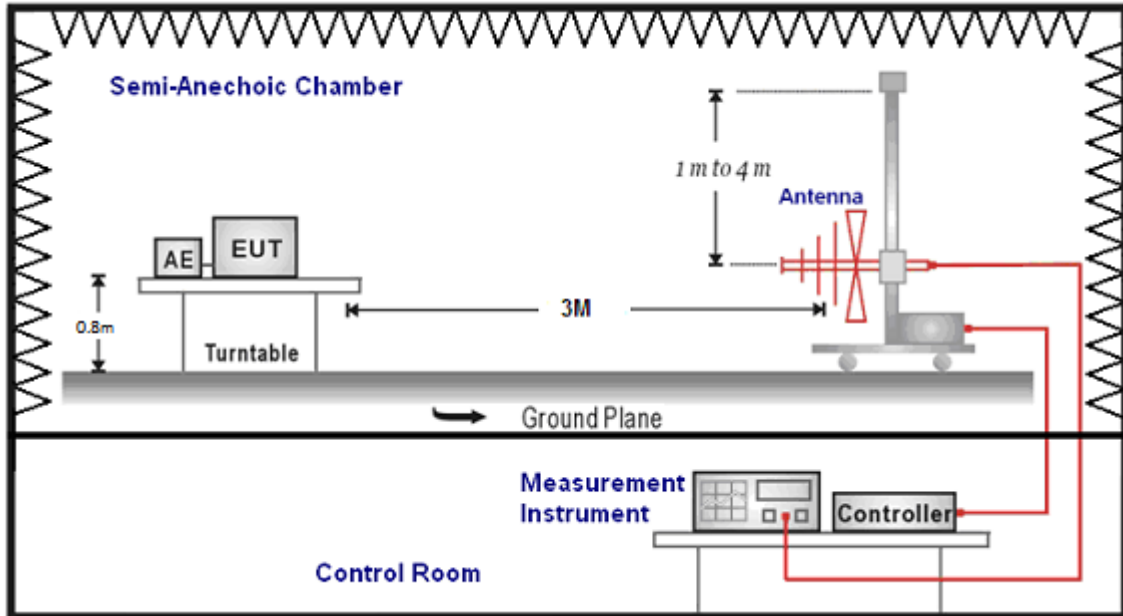 Semi-Anechoic Chamber
1 m to 4 m
Antenna
AE
EUT
0.8m
3M
Turntable
Ground Plane
Measurement
Instrument
Controller
Control Room